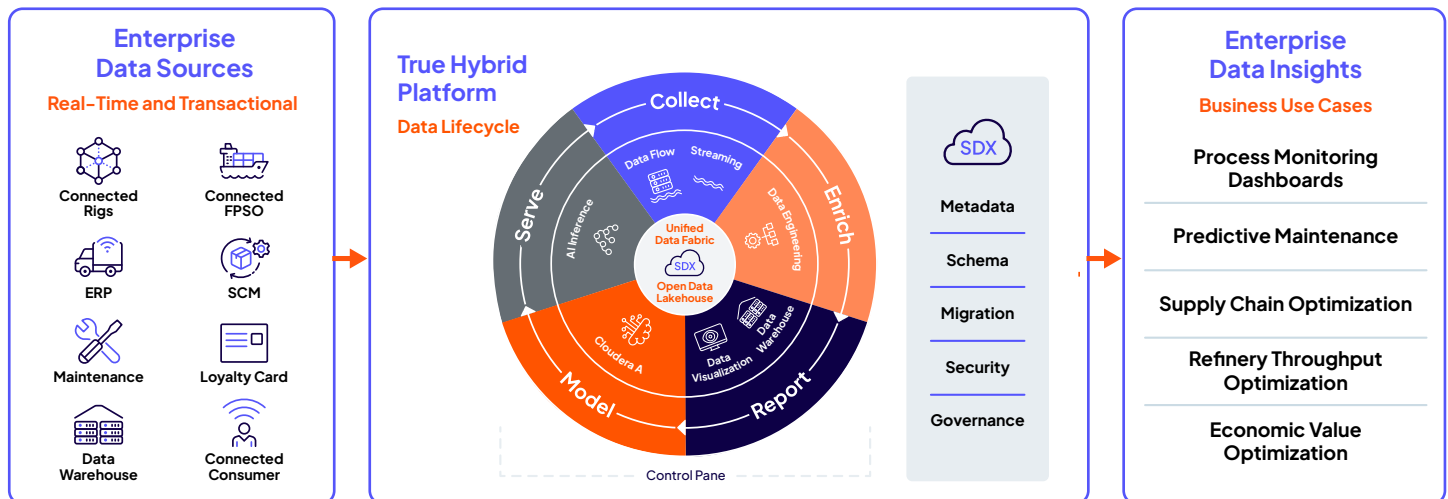 Enterprise
Data Sources
Real-Time and Transactional
Connected
Rigs
Connected
FPSO
ERP
SCM
Maintenance
Loyalty Card
Data
Warehouse
Connected
Consumer
True Hybrid
Platform
Data Lifecycle
Collect
Data Flow
Streaming
Enrich
Data Engineering
Report
Data
Warehouse
Data
Visualization
Model
Cloudera A
Serve
AI Inference
Unified
Data Fabric
SDX
Open Data
Lakehouse
Control Pane
SDX
Metadata
Schema
Migration
Security
Governance
Enterprise
Data Insights
Business Use Cases
Process Monitoring
Dashboards
Predictive Maintenance
Supply Chain Optimization
Refinery Throughput
Optimization
Economic Value
Optimization